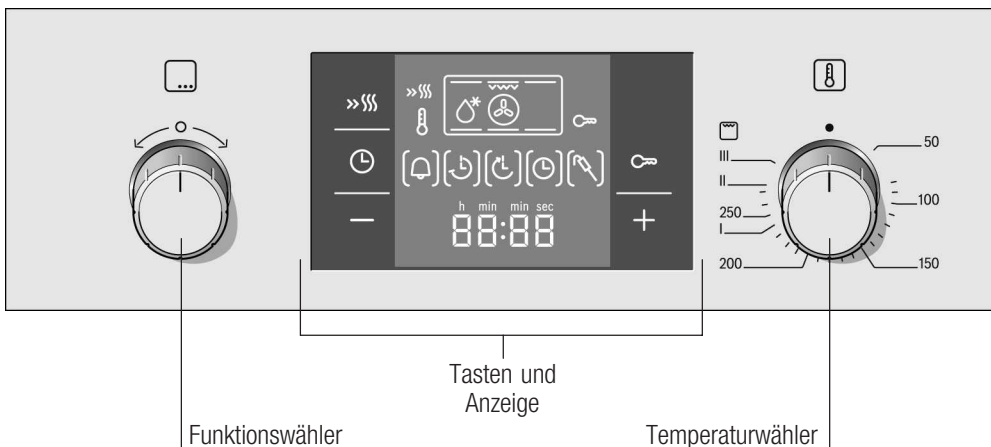 h min min sec
88:88
50
III
II
100
250
I
200
150
Tasten und
Anzeige
Funktionswähler
Temperaturwähler